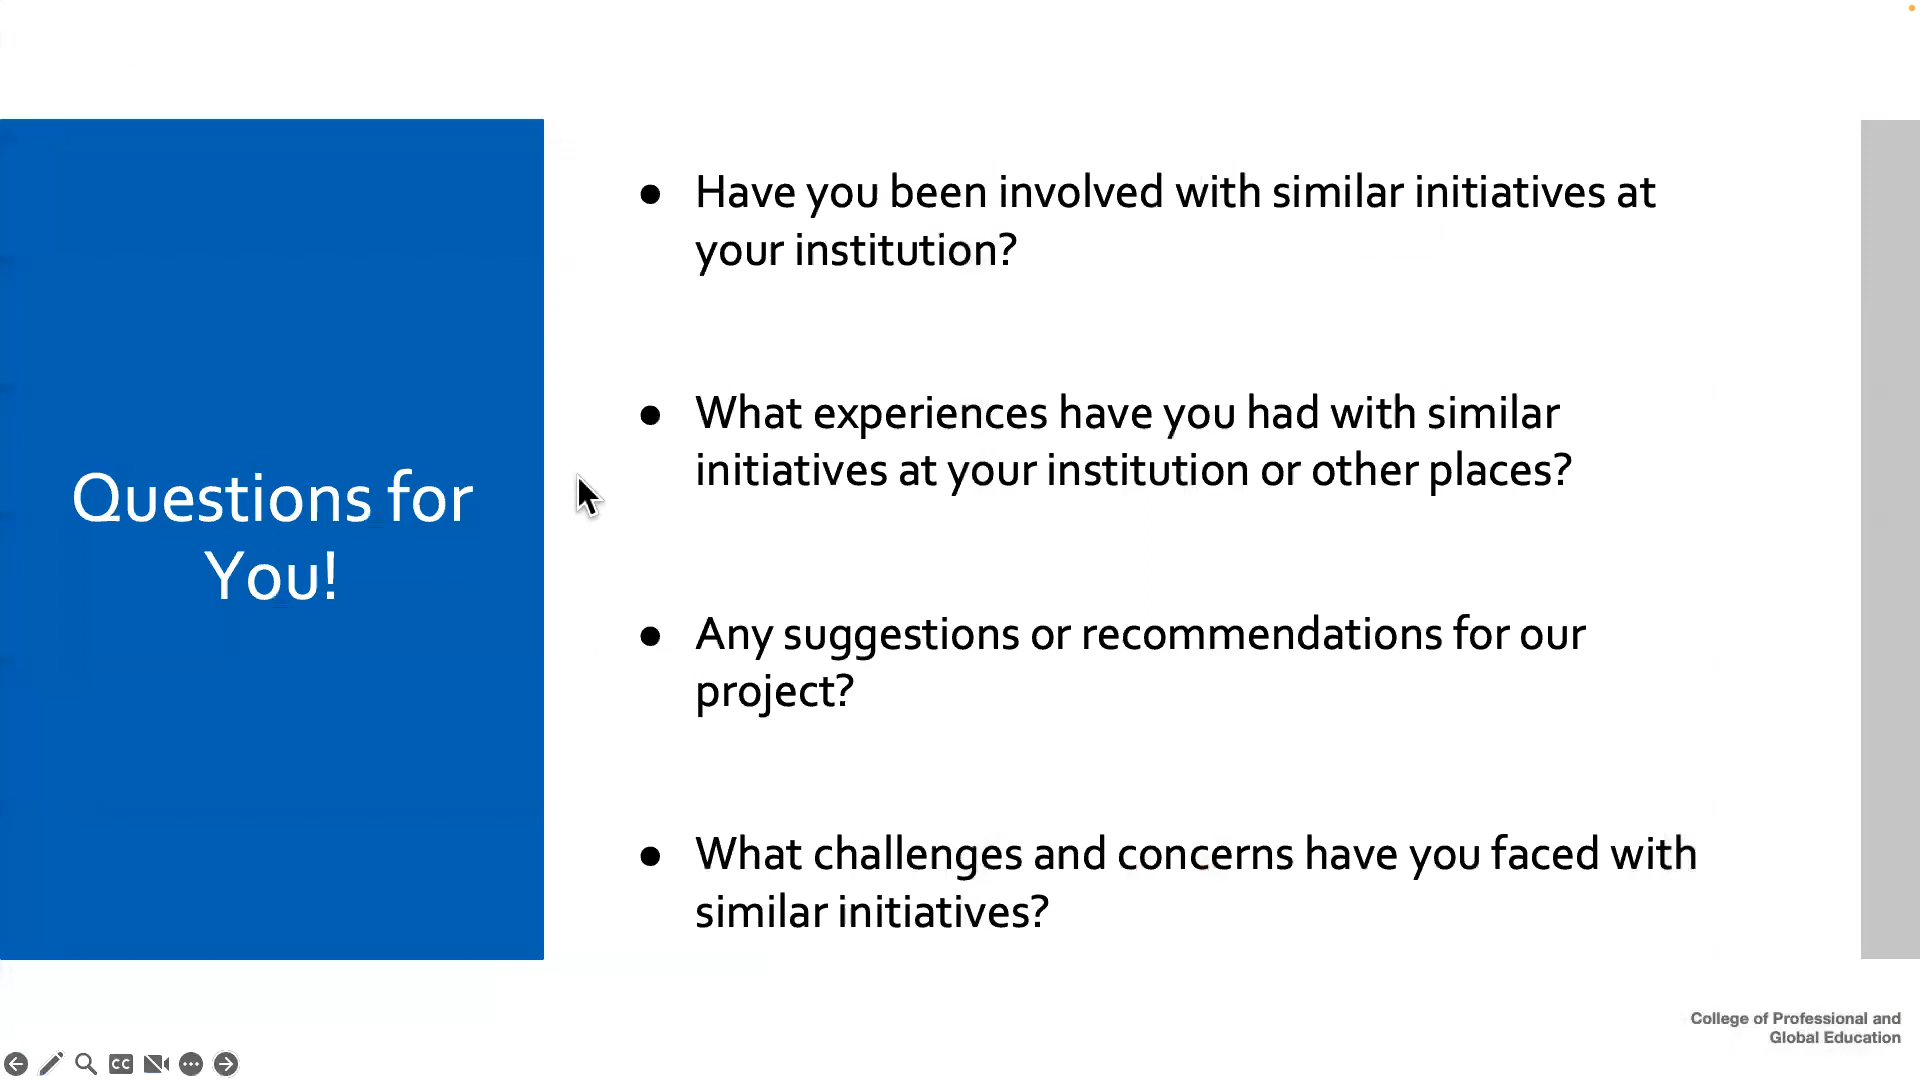 Questions for
You!
● Have you been involved with similar initiatives at
your institution?
● What experiences have you had with similar
initiatives at your institution or other places?
● Any suggestions or recommendations for our
project?
● What challenges and concerns have you faced with
similar initiatives?
College of Professional and
Global Education
CC